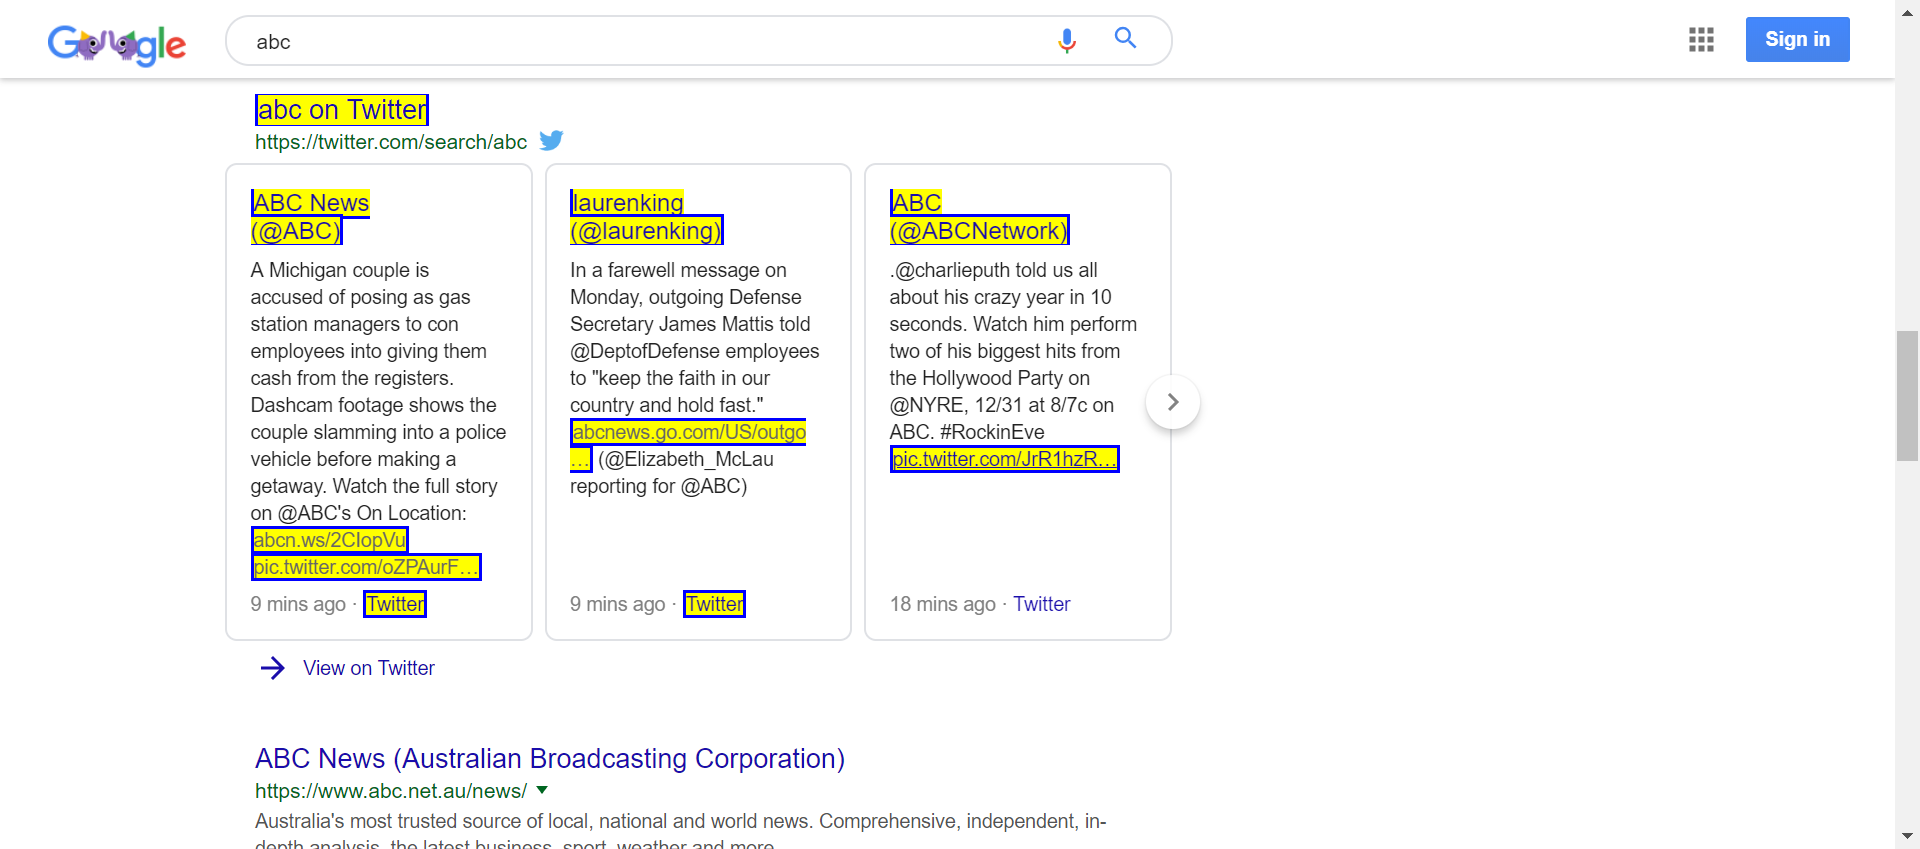 Google
abc
Sign in
abc on Twitter
https://twitter.com/search/abc
ABC News
(@ABC)
A Michigan couple is
accused of posing as gas
station managers to con
employees into giving them
cash from the registers.
Dashcam footage shows the
couple slamming into a police
vehicle before making a
getaway. Watch the full story
on @ABC's On Location:
abcn.ws/2CIopVu
pic.twitter.com/oZPAurF…
9 mins ago · Twitter
laurenking
(@laurenking)
In a farewell message on
Monday, outgoing Defense
Secretary James Mattis told
@DeptofDefense employees
to "keep the faith in our
country and hold fast."
abcnews.go.com/US/outgo
… (@Elizabeth_McLau
reporting for @ABC)
9 mins ago · Twitter
ABC
(@ABCNetwork)
.@charlieputh told us all
about his crazy year in 10
seconds. Watch him perform
two of his biggest hits from
the Hollywood Party on
@NYRE, 12/31 at 8/7c on
ABC. #RockinEve
pic.twitter.com/JrR1hzR…
18 mins ago · Twitter
View on Twitter
ABC News (Australian Broadcasting Corporation)
https://www.abc.net.au/news/
Australia's most trusted source of local, national and world news. Comprehensive, independent, in-
depth analysis, the latest business, sport, weather and more.